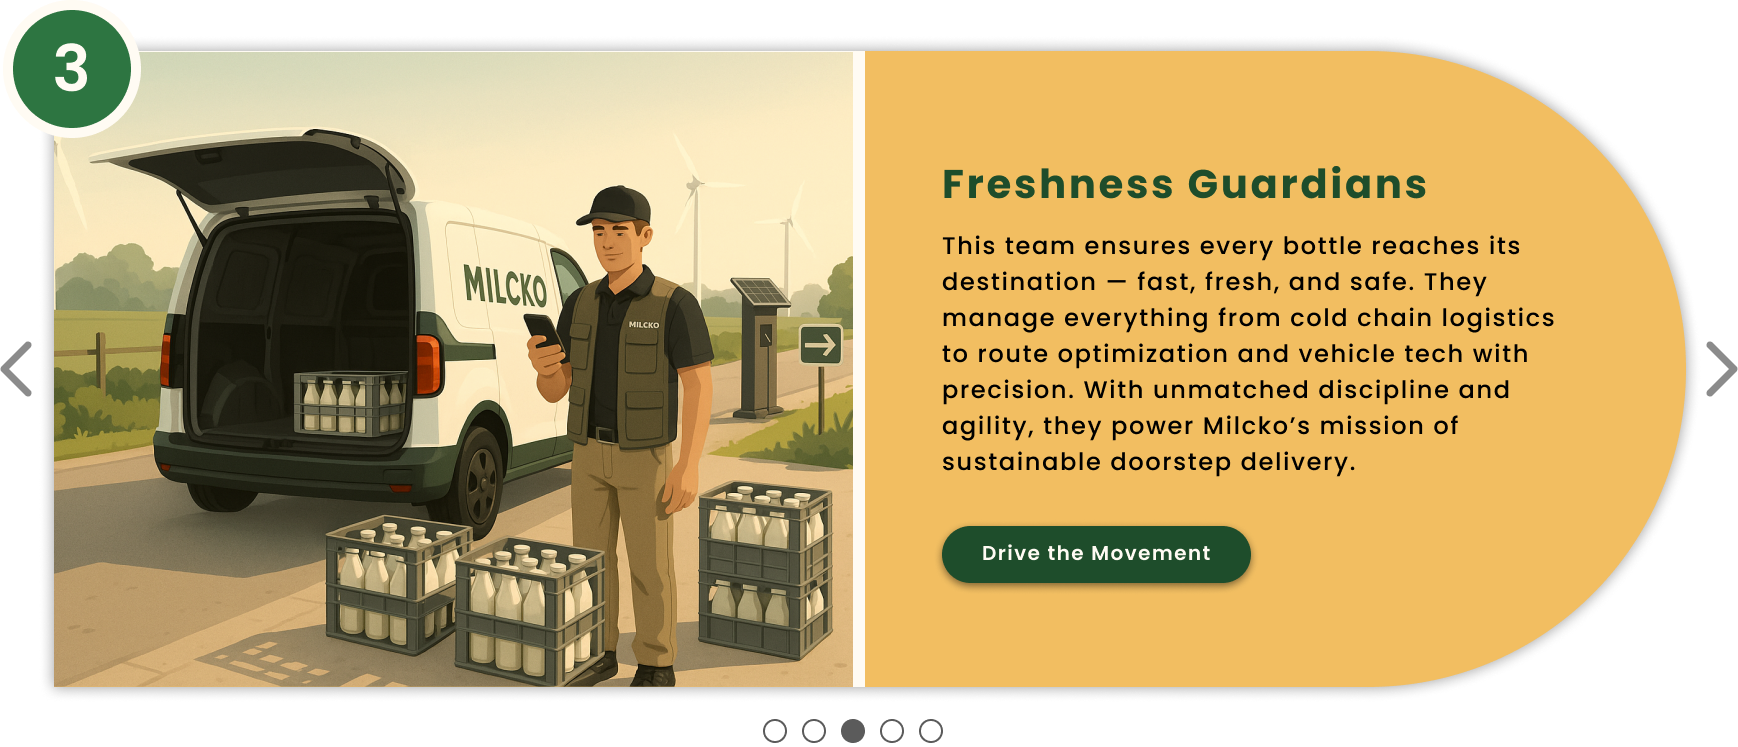 3
MILCKO
MILCKO
Freshness Guardians
This team ensures every bottle reaches its
destination — fast, fresh, and safe. They
manage everything from cold chain logistics
to route optimization and vehicle tech with
precision. With unmatched discipline and
agility, they power Milcko’s mission of
sustainable doorstep delivery.
Drive the Movement